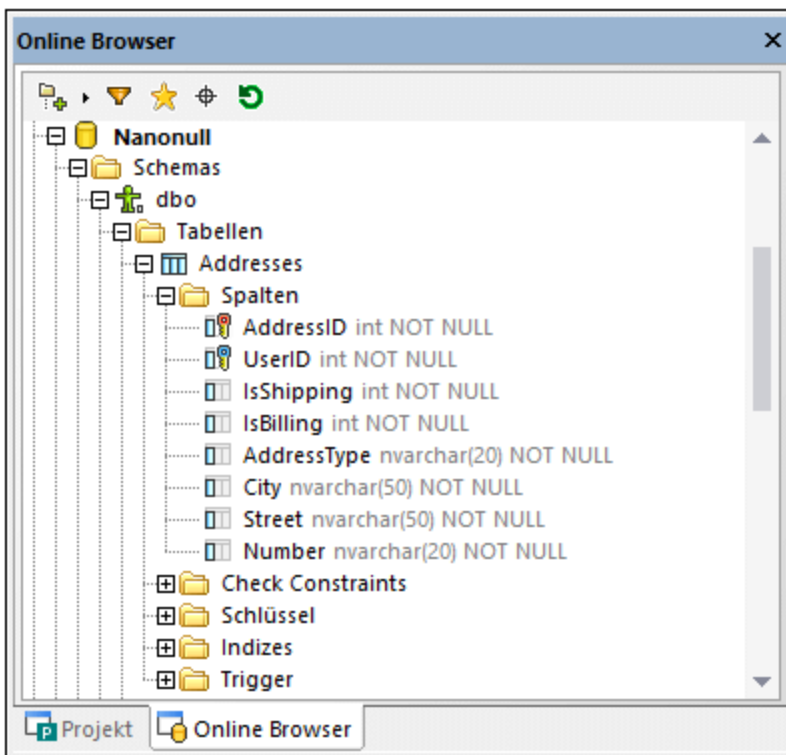 Online Browser
Nanonull
Schemas
dbo
Tabellen
Addresses
Spalten
AddressID int NOT NULL
UserID int NOT NULL
IsShipping int NOT NULL
IsBilling int NOT NULL
AddressType nvarchar(20) NOT NULL
City nvarchar(50) NOT NULL
Street nvarchar(50) NOT NULL
Number nvarchar(20) NOT NULL
Check Constraints
Schlüssel
Indizes
Trigger
Projekt Online Browser